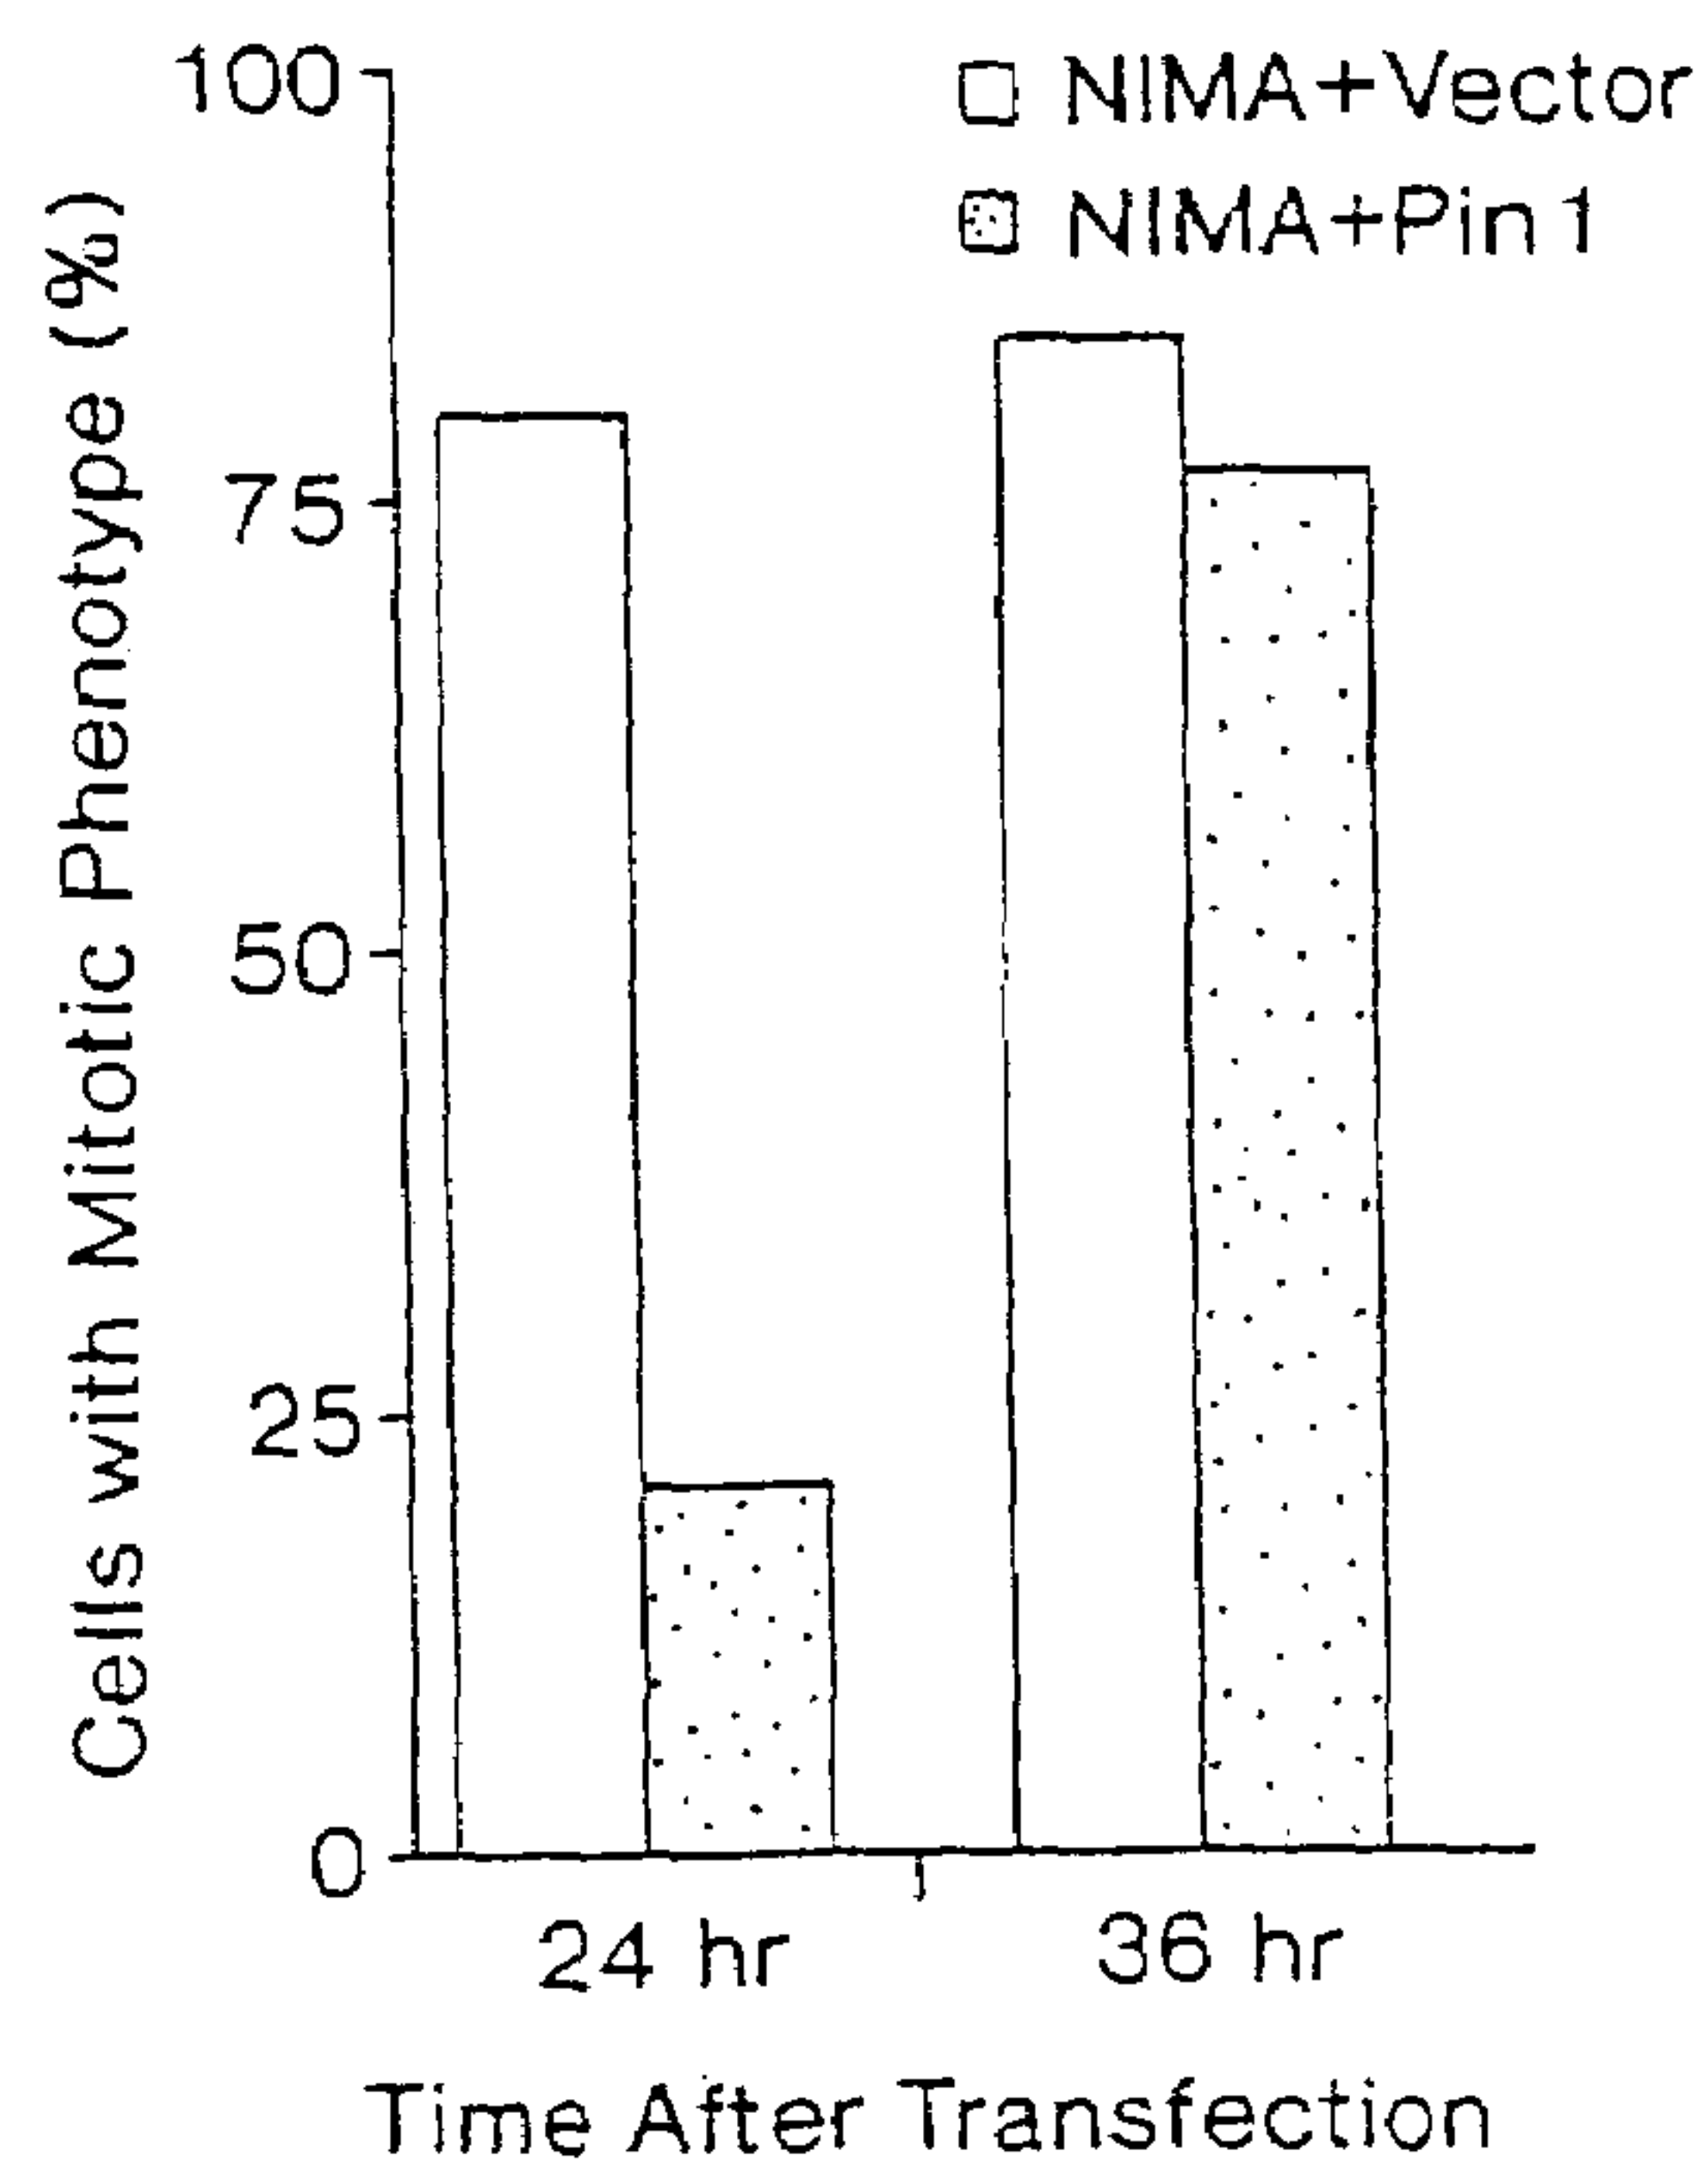 Cells with Mitotic Phenotype (%)
100
75
50
25
0
NIMA+Vector
NIMA+Pin1
24 hr
36 hr
Time After Transfection